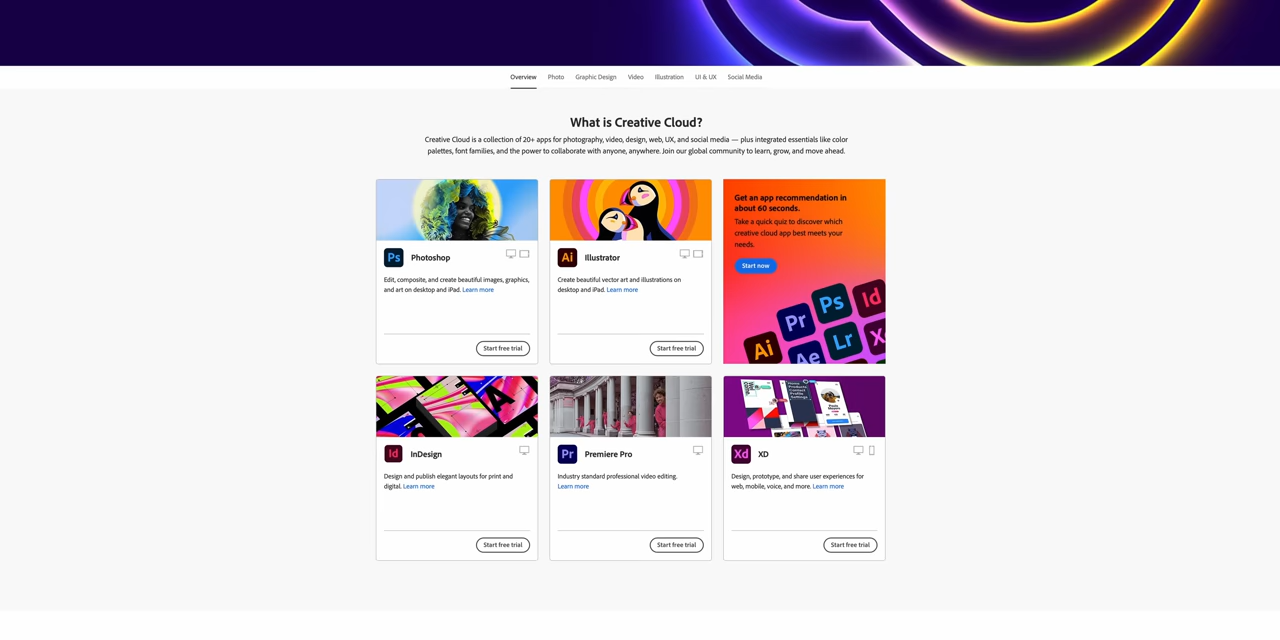 Overview Photo Graphic Design Video Illustration UI & UX Social Media
What is Creative Cloud?
Creative Cloud is a collection of 20+ apps for photography, video, design, web, UX, and social media — plus integrated essentials like color
palettes, font families, and the power to collaborate with anyone, anywhere. Join our global community to learn, grow, and move ahead.
Ps Photoshop
Edit, composite, and create beautiful images, graphics,
and art on desktop and iPad. Learn more
Start free trial
Ai Illustrator
Create beautiful vector art and illustrations on
desktop and iPad. Learn more
Start free trial
Get an app recommendation in
about 60 seconds.
Take a quick quiz to discover which
creative cloud app best meets your
needs.
Start now
Ai Pr Ps Id
Ae Lr X
Id InDesign
Design and publish elegant layouts for print and
digital. Learn more
Start free trial
Pr Premiere Pro
Industry standard professional video editing.
Learn more
Start free trial
Xd XD
Design, prototype, and share user experiences for
web, mobile, voice, and more. Learn more
Start free trial